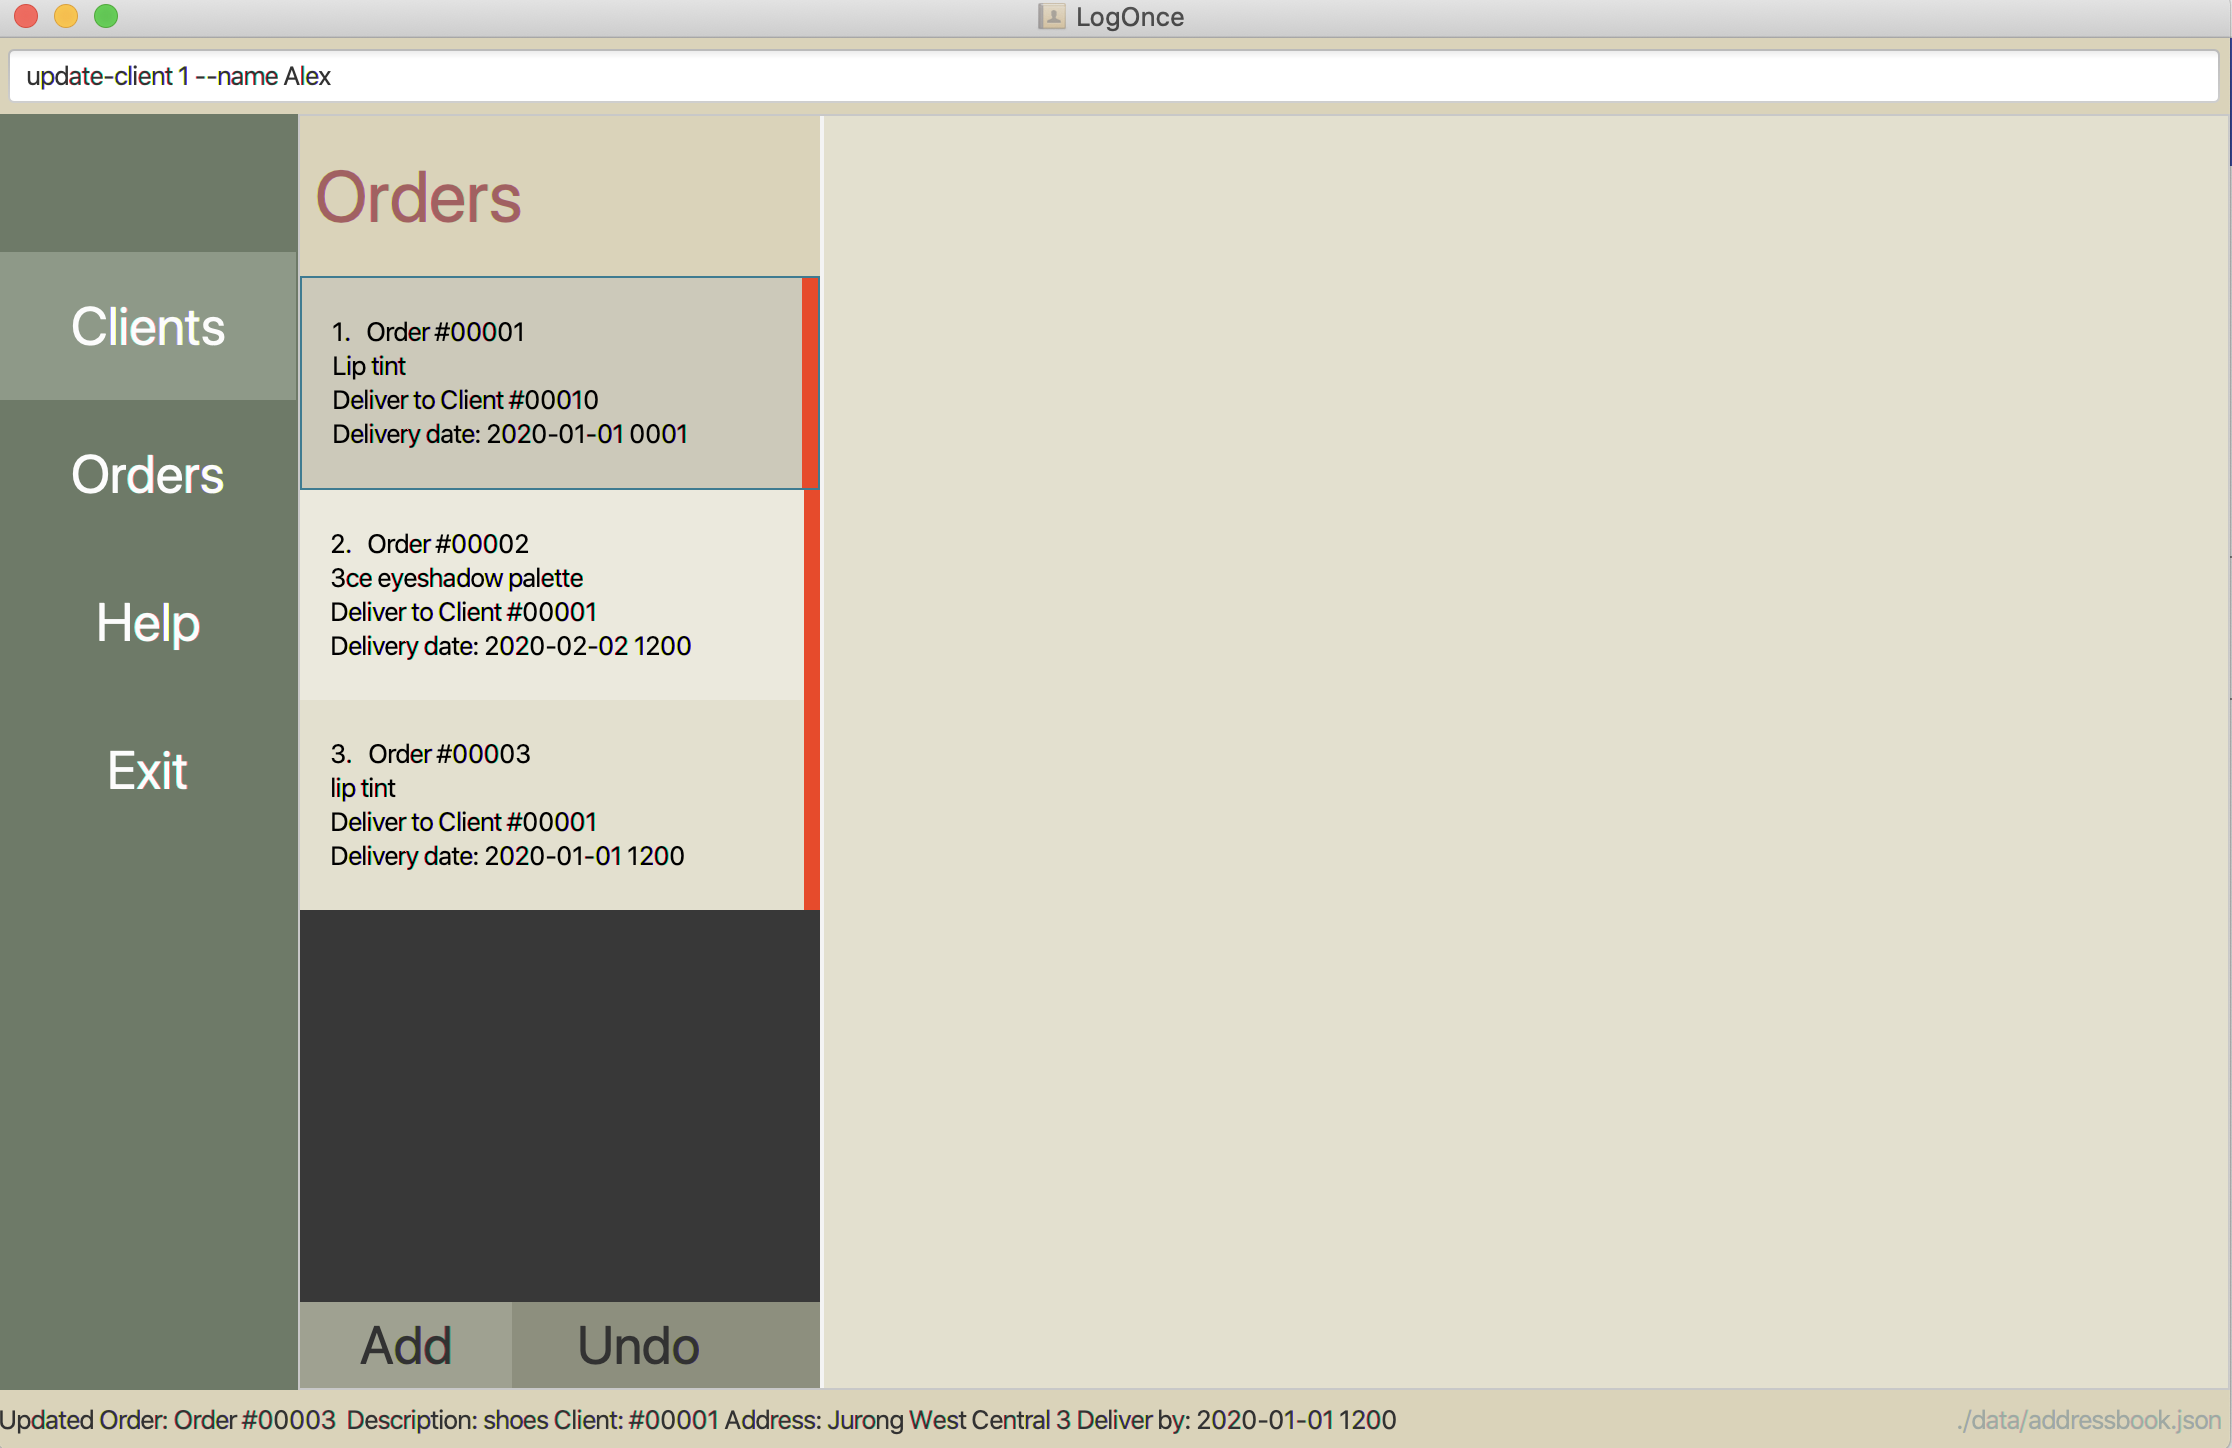 LogOnce
update-client 1 --name Alex
Clients
Orders
Help
Exit
Orders
1. Order #00001
Lip tint
Deliver to Client #00010
Delivery date: 2020-01-01 0001
2. Order #00002
3ce eyeshadow palette
Deliver to Client #00001
Delivery date: 2020-02-02 1200
3. Order #00003
lip tint
Deliver to Client #00001
Delivery date: 2020-01-01 1200
Add
Undo
Updated Order: Order #00003 Description: shoes Client: #00001 Address: Jurong West Central 3 Deliver by: 2020-01-01 1200
./data/addressbook.json